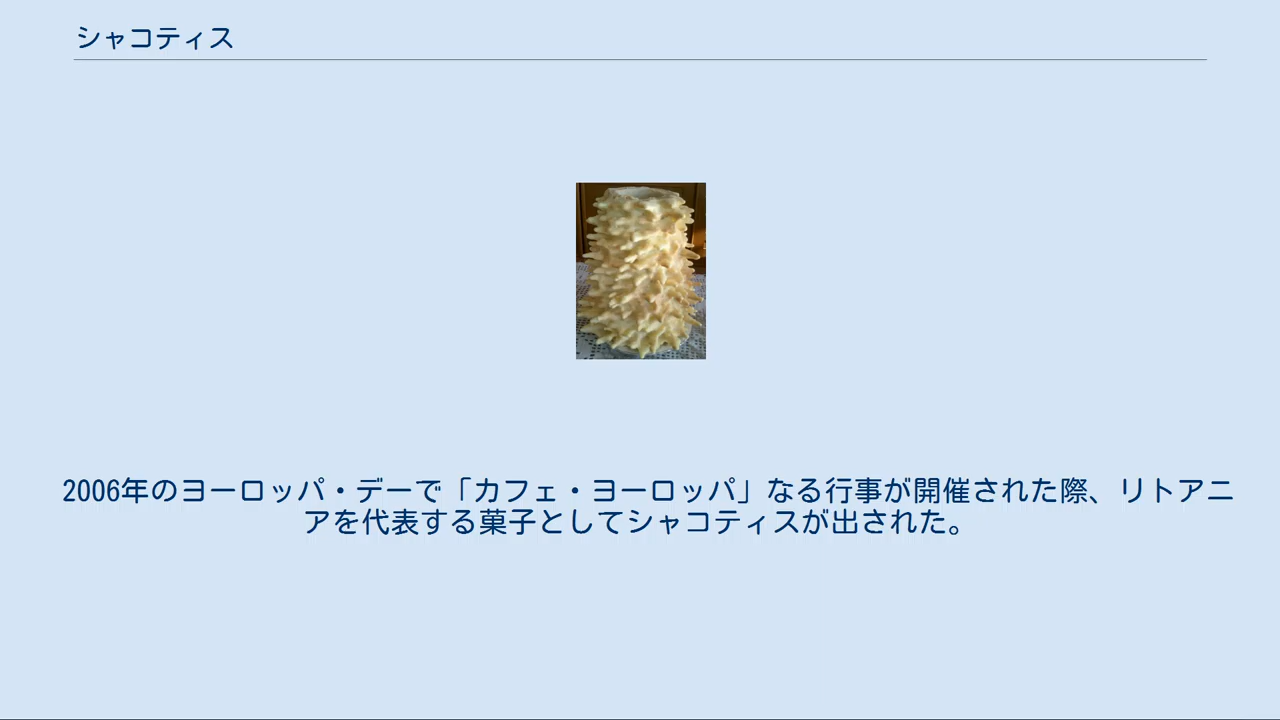 シャコティス
2006年のヨーロッパ・デーで「カフェ・ヨーロッパ」なる行事が開催された際、リトアニ
アを代表する菓子としてシャコティスが出された。